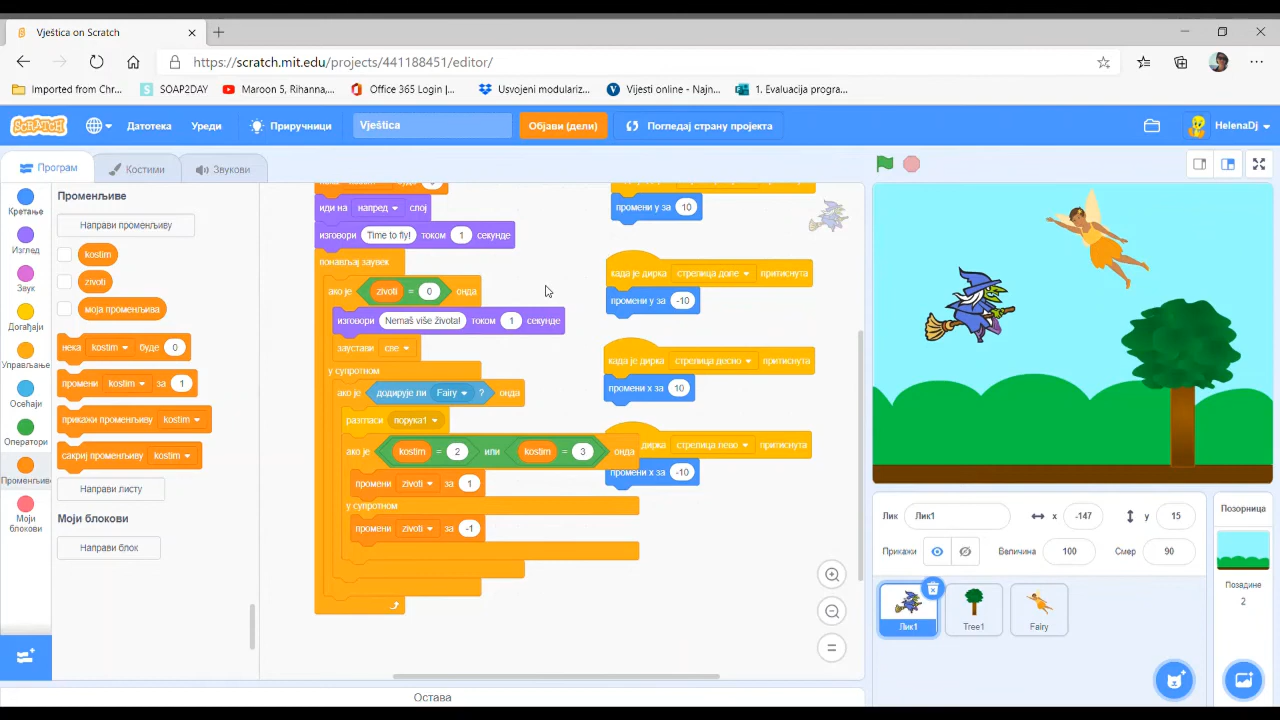 Vještica on Scratch
https://scratch.mit.edu/projects/441188451/editor/
Imported from Chr...
SOAP2DAY
Maroon 5, Rihanna,...
Office 365 Login |...
Usvojeni modulariz...
Vijesti online - Najn...
1. Evaluacija progra...
SCRATCH
Датотека
Уреди
Приручници
Vještica
Објави (дели)
Погледај страну пројекта
HelenaDj
Програм
Костими
Звукови
Кретање
Изглед
Звук
Догађаји
Управљање
Осећаји
Оператори
Променљиве
Моји блокови
Променљиве
Направи променљиву
kostim
zivoti
моја променљива
нека kostim буде 0
промени kostim за 1
прикажи променљиву kostim
сакриј променљиву kostim
Направи листу
Моји блокови
Направи блок
иди на напред слој
изговори Time to fly! током 1 секунде
понављај заувек
ако је zivoti = 0 онда
изговори Nemaš više života! током 1 секунде
заустави све
у супротном
ако је додирује ли Fairy ? онда
разгласи порука1
ако је kostim = 2 или kostim = 3 онда
промени zivoti за 1
у супротном
промени zivoti за -1
промени y за 10
када је дирка стрелица доле притиснута
промени y за -10
када је дирка стрелица десно притиснута
промени x за 10
дирка стрелица лево притиснута
промени x за -10
Лик Лик1 x -147 y 15
Прикажи Величина 100 Смер 90
Лик1
Tree1
Fairy
Позорница
Позадине
2
Остава